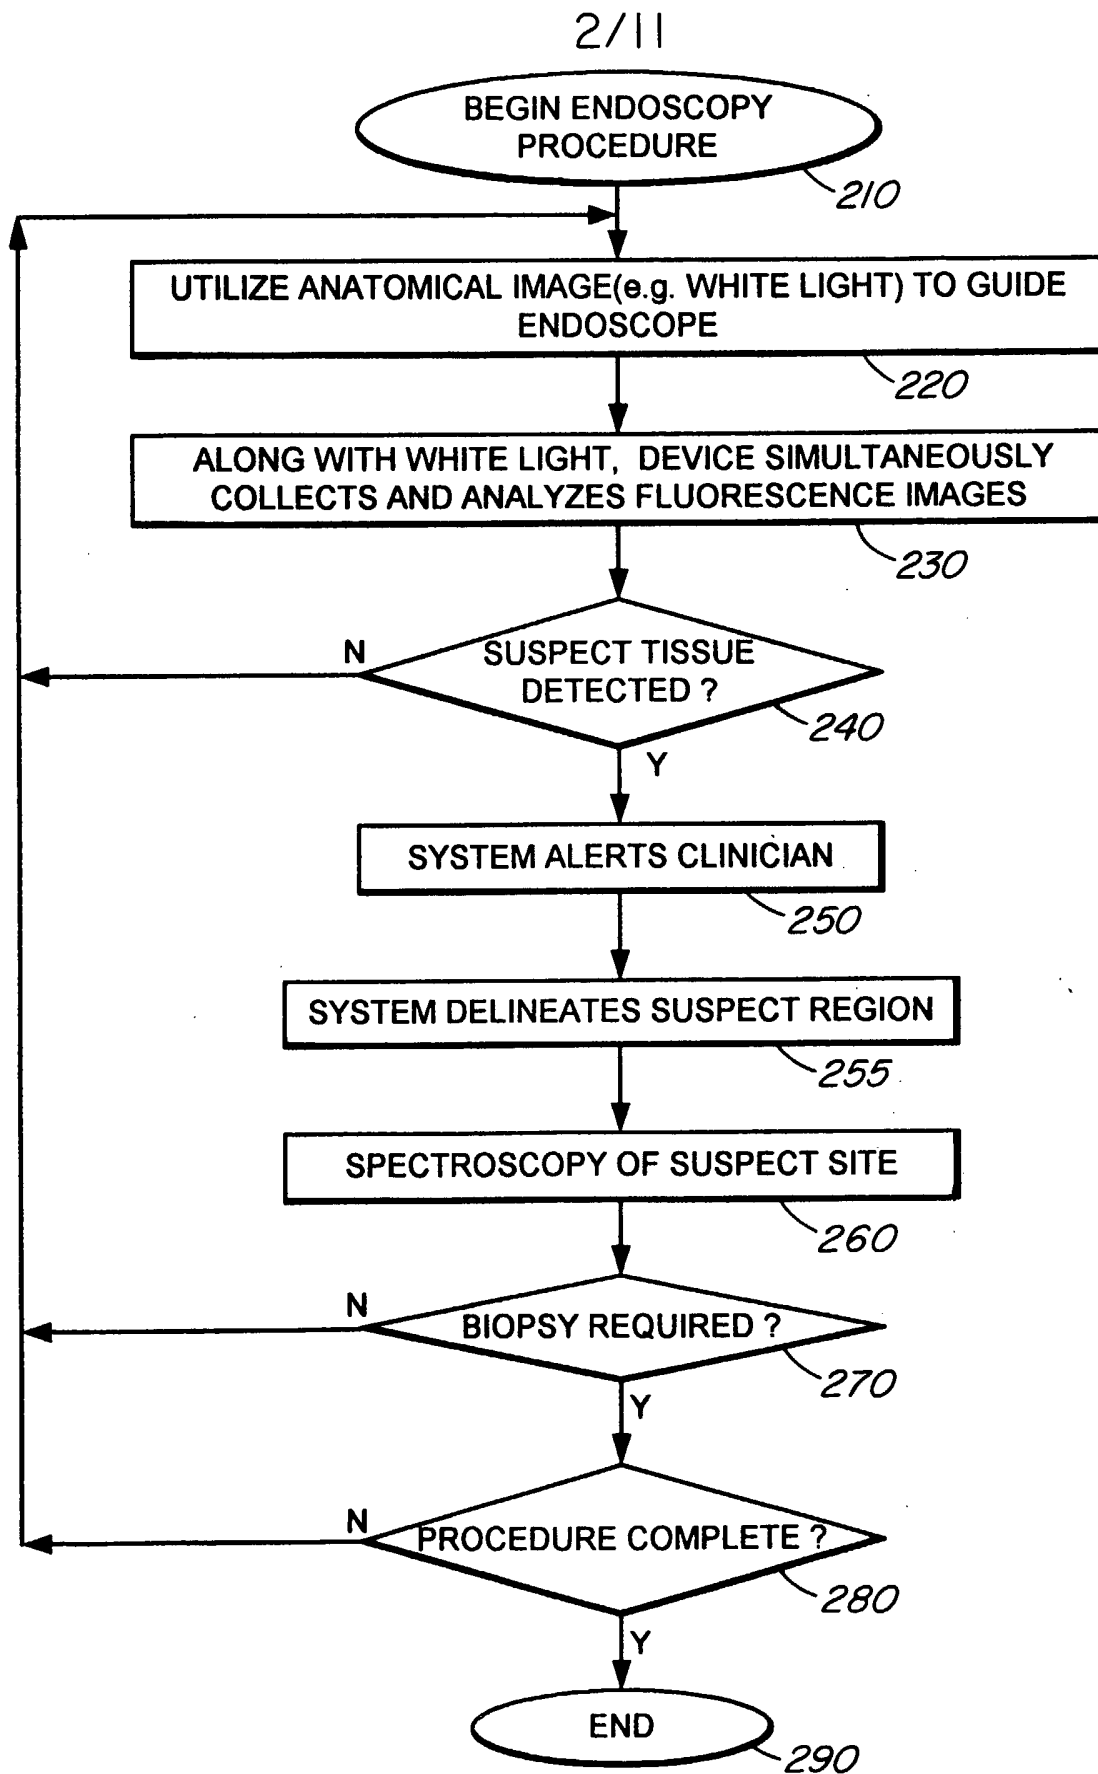 2/11
BEGIN ENDOSCOPY
PROCEDURE
210
UTILIZE ANATOMICAL IMAGE(e.g. WHITE LIGHT) TO GUIDE
ENDOSCOPE
220
ALONG WITH WHITE LIGHT, DEVICE SIMULTANEOUSLY
COLLECTS AND ANALYZES FLUORESCENCE IMAGES
230
N
SUSPECT TISSUE
DETECTED ?
240
Y
SYSTEM ALERTS CLINICIAN
250
SYSTEM DELINEATES SUSPECT REGION
255
SPECTROSCOPY OF SUSPECT SITE
260
N
BIOPSY REQUIRED ?
270
Y
N
PROCEDURE COMPLETE ?
280
Y
END
290